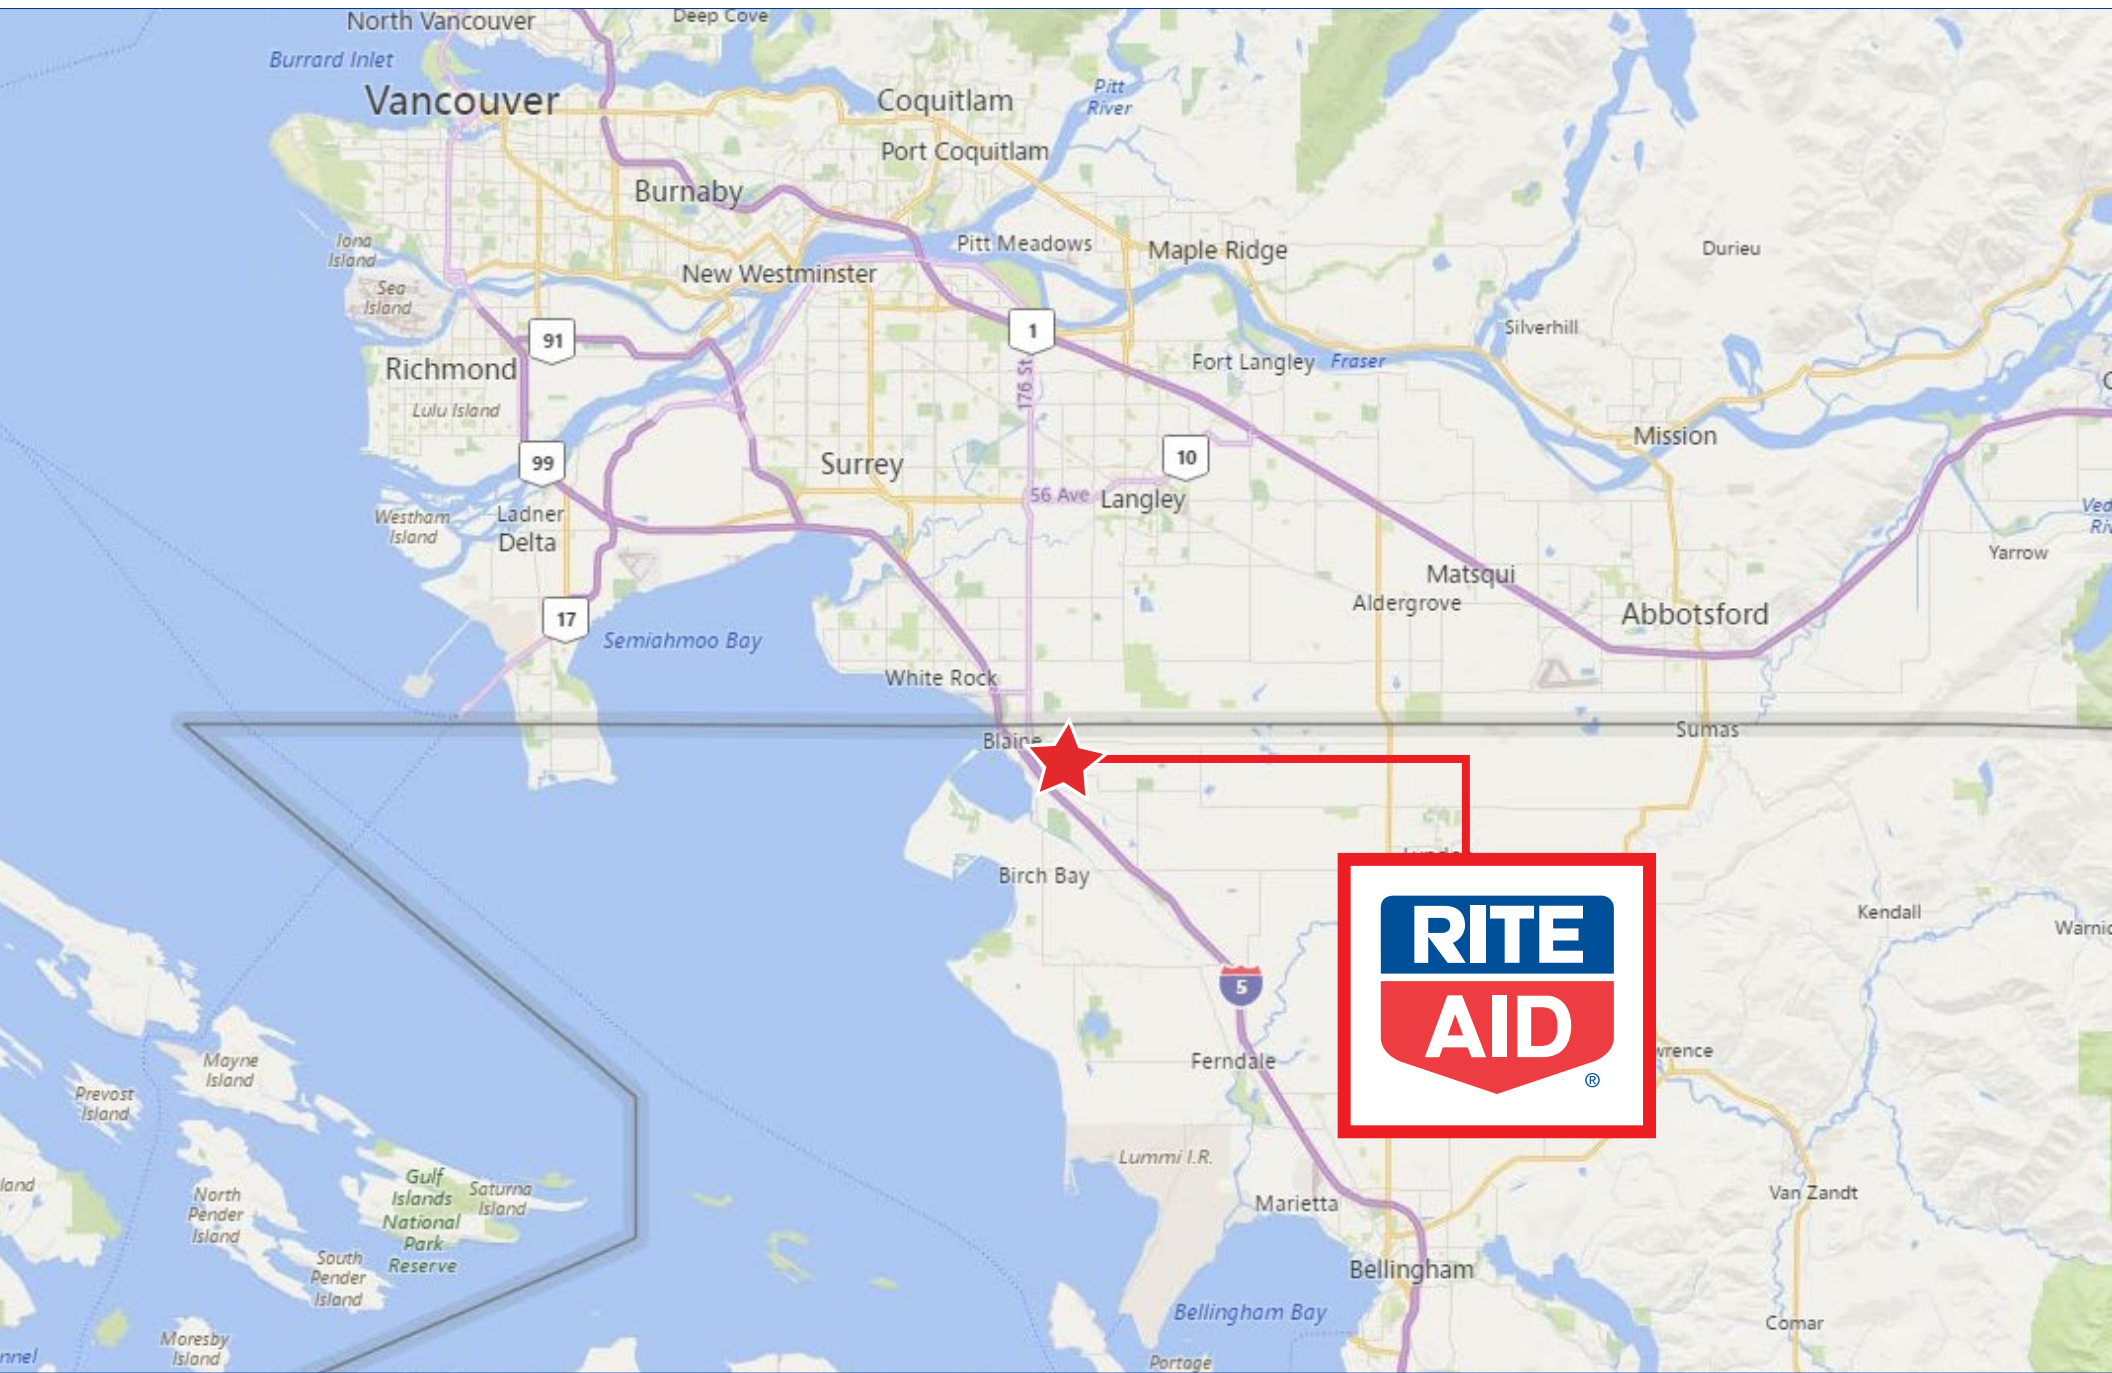 North Vancouver
Deep Cove
Burrard Inlet
Vancouver
Coquitlam
Pitt
River
Port Coquitlam
Burnaby
Iona
Island
Pitt Meadows
Maple Ridge
Durieu
New Westminster
Sea
Island
91
1
Silverhill
Richmond
Fort Langley
Fraser
176 St
Lulu Island
Mission
99
Surrey
10
56 Ave
Langley
Westham
Island
Ladner
Delta
Yarrow
Matsqui
Aldergrove
Abbotsford
17
Semiahmoo Bay
White Rock
Sumas
Blaine
Birch Bay
Kendall
RITE
AID
®
5
Ferndale
Mayne
Island
Prevost
Island
Lummi I.R.
Gulf
Islands
National
Park
Reserve
Saturna
Island
North
Pender
Island
Marietta
Van Zandt
South
Pender
Island
Bellingham
Bellingham Bay
Comar
Moresby
Island
Portage